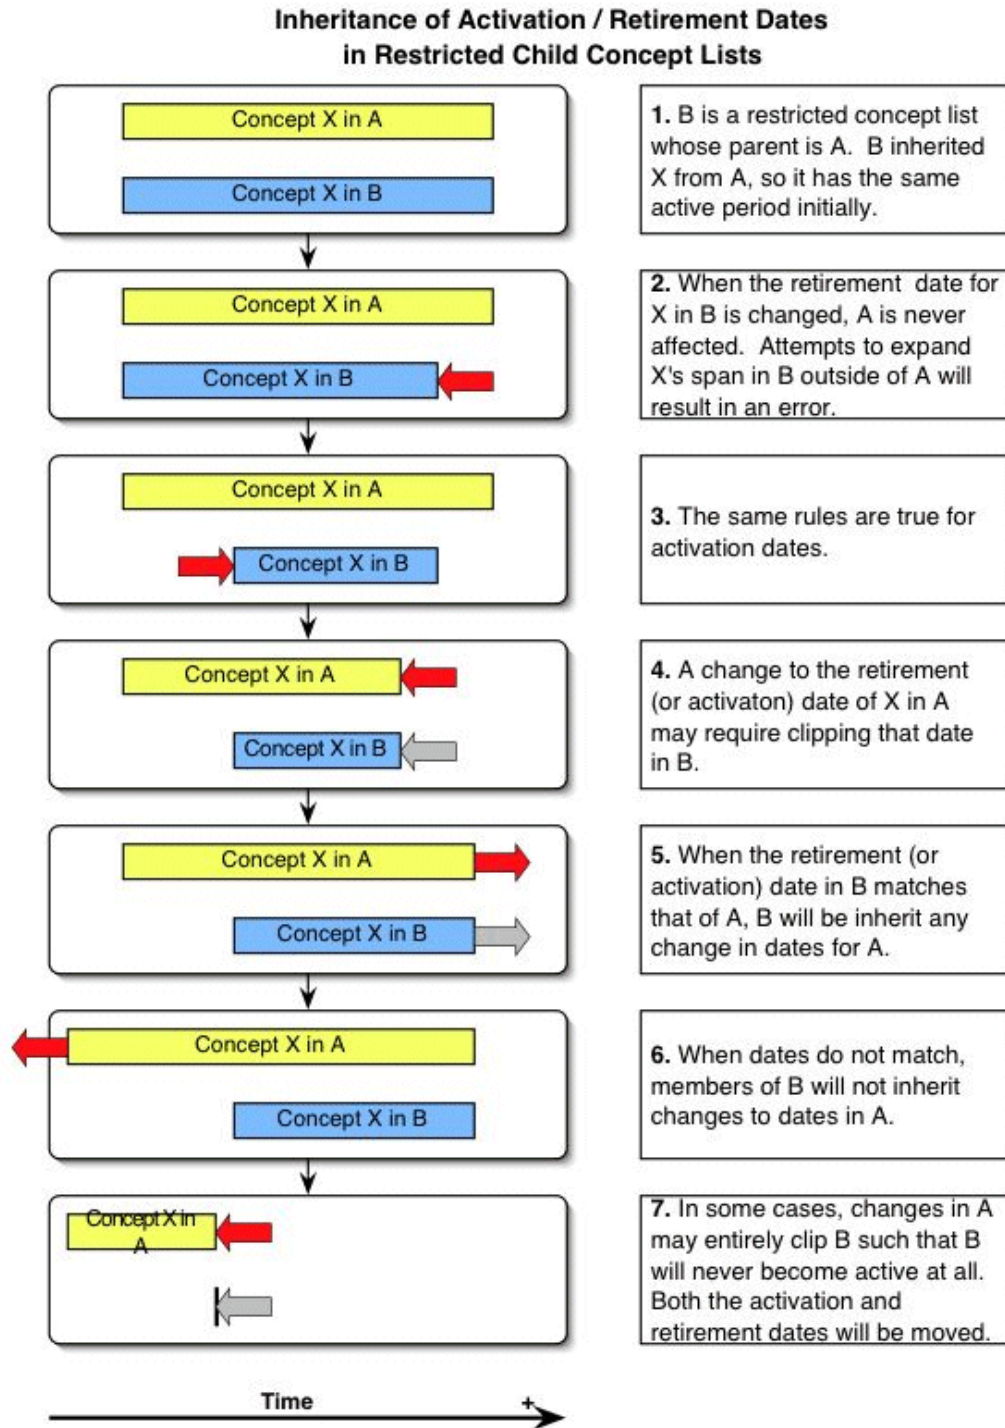 Inheritance of Activation / Retirement Dates
in Restricted Child Concept Lists
Concept X in A
Concept X in B
1. B is a restricted concept list
whose parent is A.  B inherited
X from A, so it has the same
active period initially.
Concept X in A
Concept X in B
2. When the retirement  date for
X in B is changed, A is never
affected.  Attempts to expand
X's span in B outside of A will
result in an error.
Concept X in A
Concept X in B
3. The same rules are true for
activation dates.
Concept X in A
Concept X in B
4. A change to the retirement
(or activaton) date of X in A
may require clipping that date
in B.
Concept X in A
Concept X in B
5. When the retirement (or
activation) date in B matches
that of A, B will be inherit any
change in dates for A.
Concept X in A
Concept X in B
6. When dates do not match,
members of B will not inherit
changes to dates in A.
Concept X in
A
7. In some cases, changes in A
may entirely clip B such that B
will never become active at all.
Both the activation and
retirement dates will be moved.
Time +